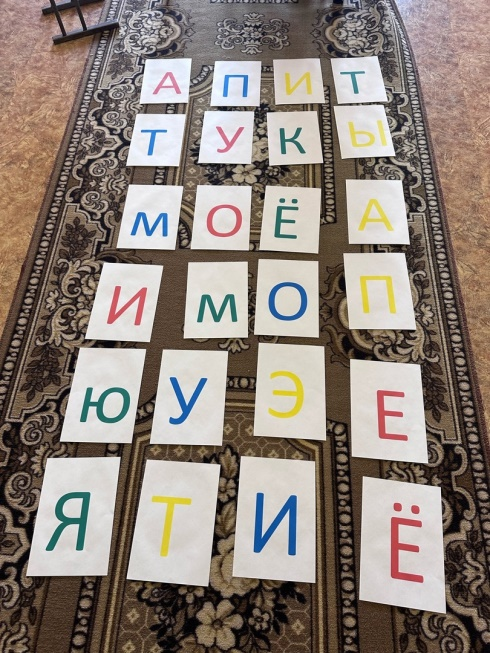 А П И Т
Т У К Ы
М О Ё А
И М О П
Ю У Э Е
Я Т И Ё